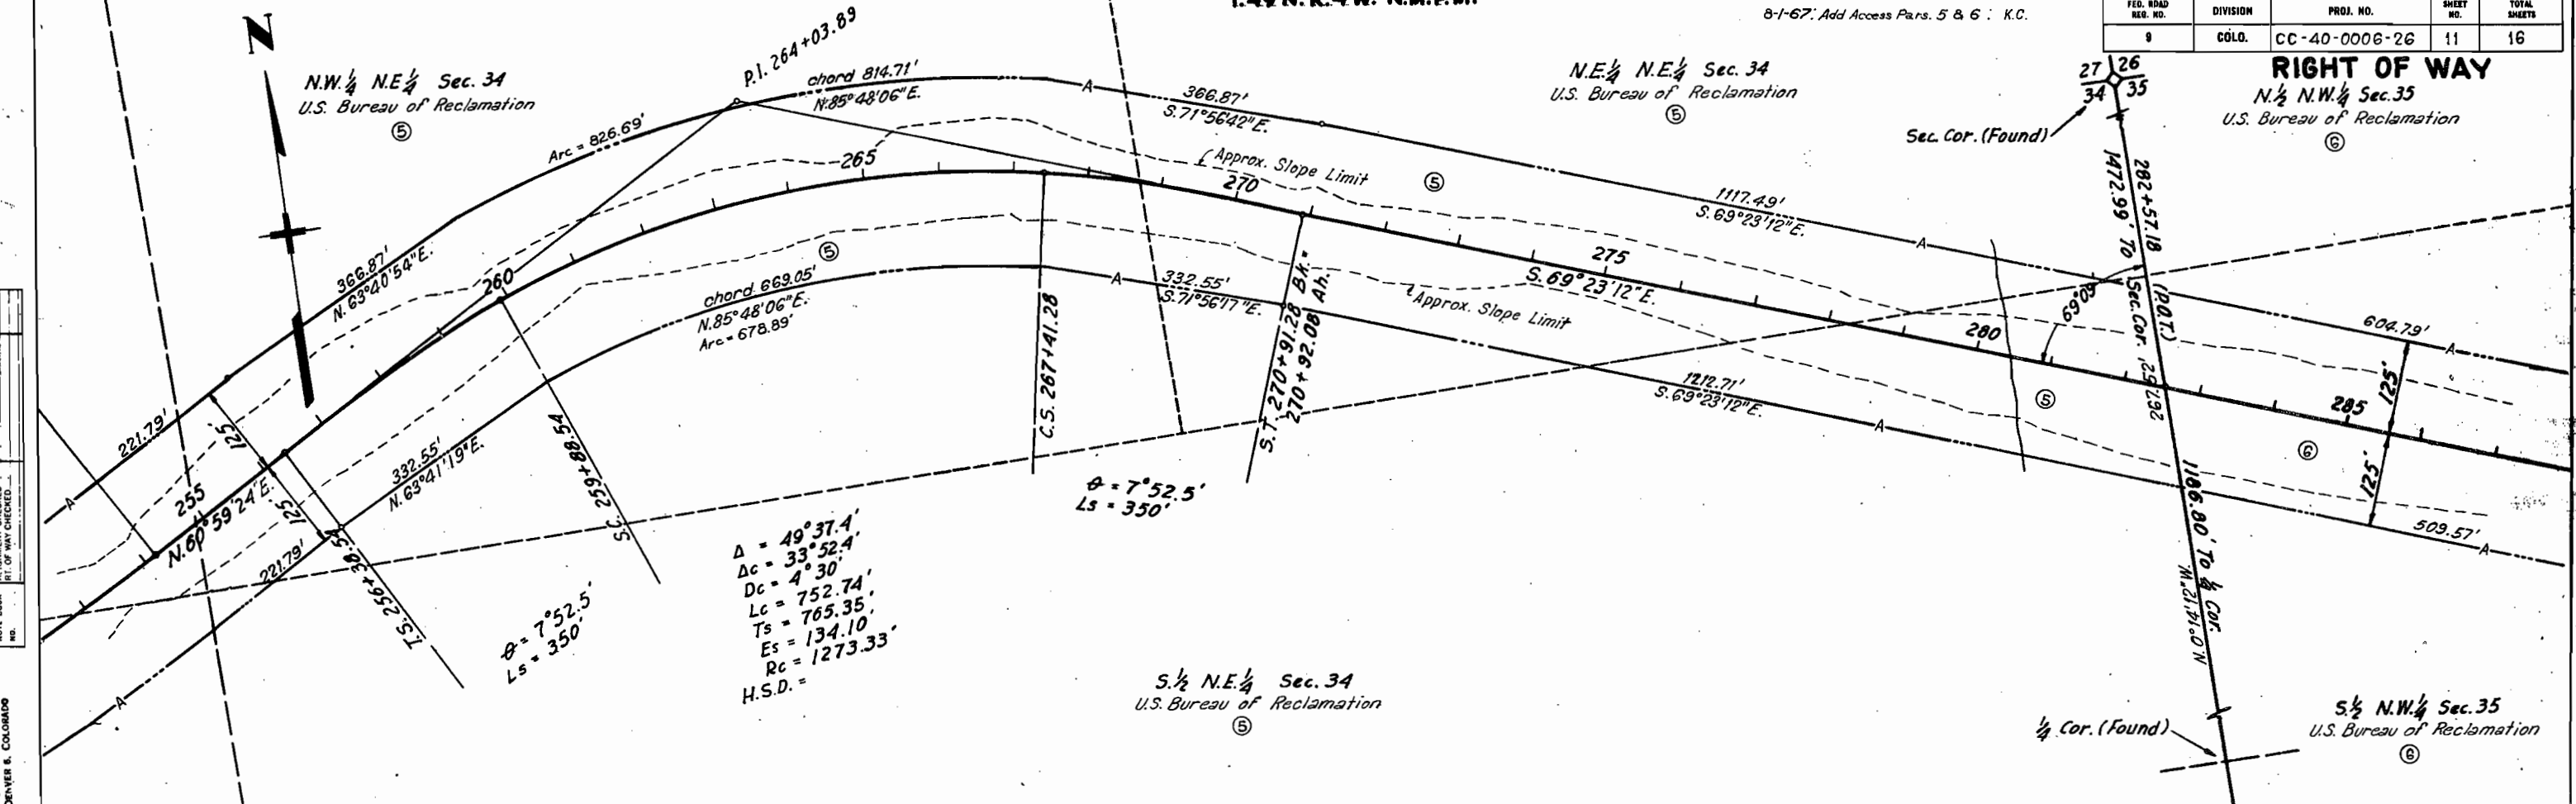 8-1-67: Add Access Pars. 5 & 6 : K.C.
FED. ROAD REG. NO.
DIVISION
PROJ. NO.
SHEET NO.
TOTAL SHEETS
9
COLO.
CC-40-0006-26
11
16
RIGHT OF WAY
N
N.W.¼ N.E.¼ Sec. 34
U.S. Bureau of Reclamation
⑤
P.I. 264+03.89
chord 814.71'
N.85°48'06"E.
Arc = 826.69'
A
366.87'
S.71°56'42"E.
N.E.¼ N.E.¼ Sec. 34
U.S. Bureau of Reclamation
⑤
27 26
34 35
Sec. Cor. (Found)
N.½ N.W.¼ Sec.35
U.S. Bureau of Reclamation
⑥
366.87'
N.63°40'54"E.
265
Approx. Slope Limit
270
⑤
1117.49'
S.69°23'12"E.
A
1472.99' To Sec. Cor.
282+57.18 (P.O.T.)
260
⑤
chord 669.05'
N.85°48'06"E.
Arc = 678.89'
A
332.55'
S.71°56'17"E.
C.S. 267+41.28
S.T. 270+91.28 Bk.=
270+92.08 Ah.
275
S.69°23'12"E.
Approx. Slope Limit
280
69°09'
604.79'
A
125'
285
125'
⑤
⑥
1212.71'
S.69°23'12"E.
A
221.79'
A
125'
125'
255
N.60°59'24"E.
332.55'
N.63°41'19"E.
S.C. 259+88.54
T.S. 256+38.54
221.79'
A
θ = 7°52.5'
Ls = 350'
Δ = 49°37.4'
Δc = 33°52.4'
Dc = 4°30'
Lc = 752.74'
Ts = 765.35'
Es = 134.10'
Rc = 1273.33'
H.S.D. =
θ = 7°52.5'
Ls = 350'
509.57'
A
1186.80' To ¼ Cor.
N.0°14'12"W.
S.½ N.E.¼ Sec. 34
U.S. Bureau of Reclamation
⑤
¼ Cor. (Found)
S.½ N.W.¼ Sec.35
U.S. Bureau of Reclamation
⑥
RT. OF WAY CHECKED
NO.
DENVER 8, COLORADO